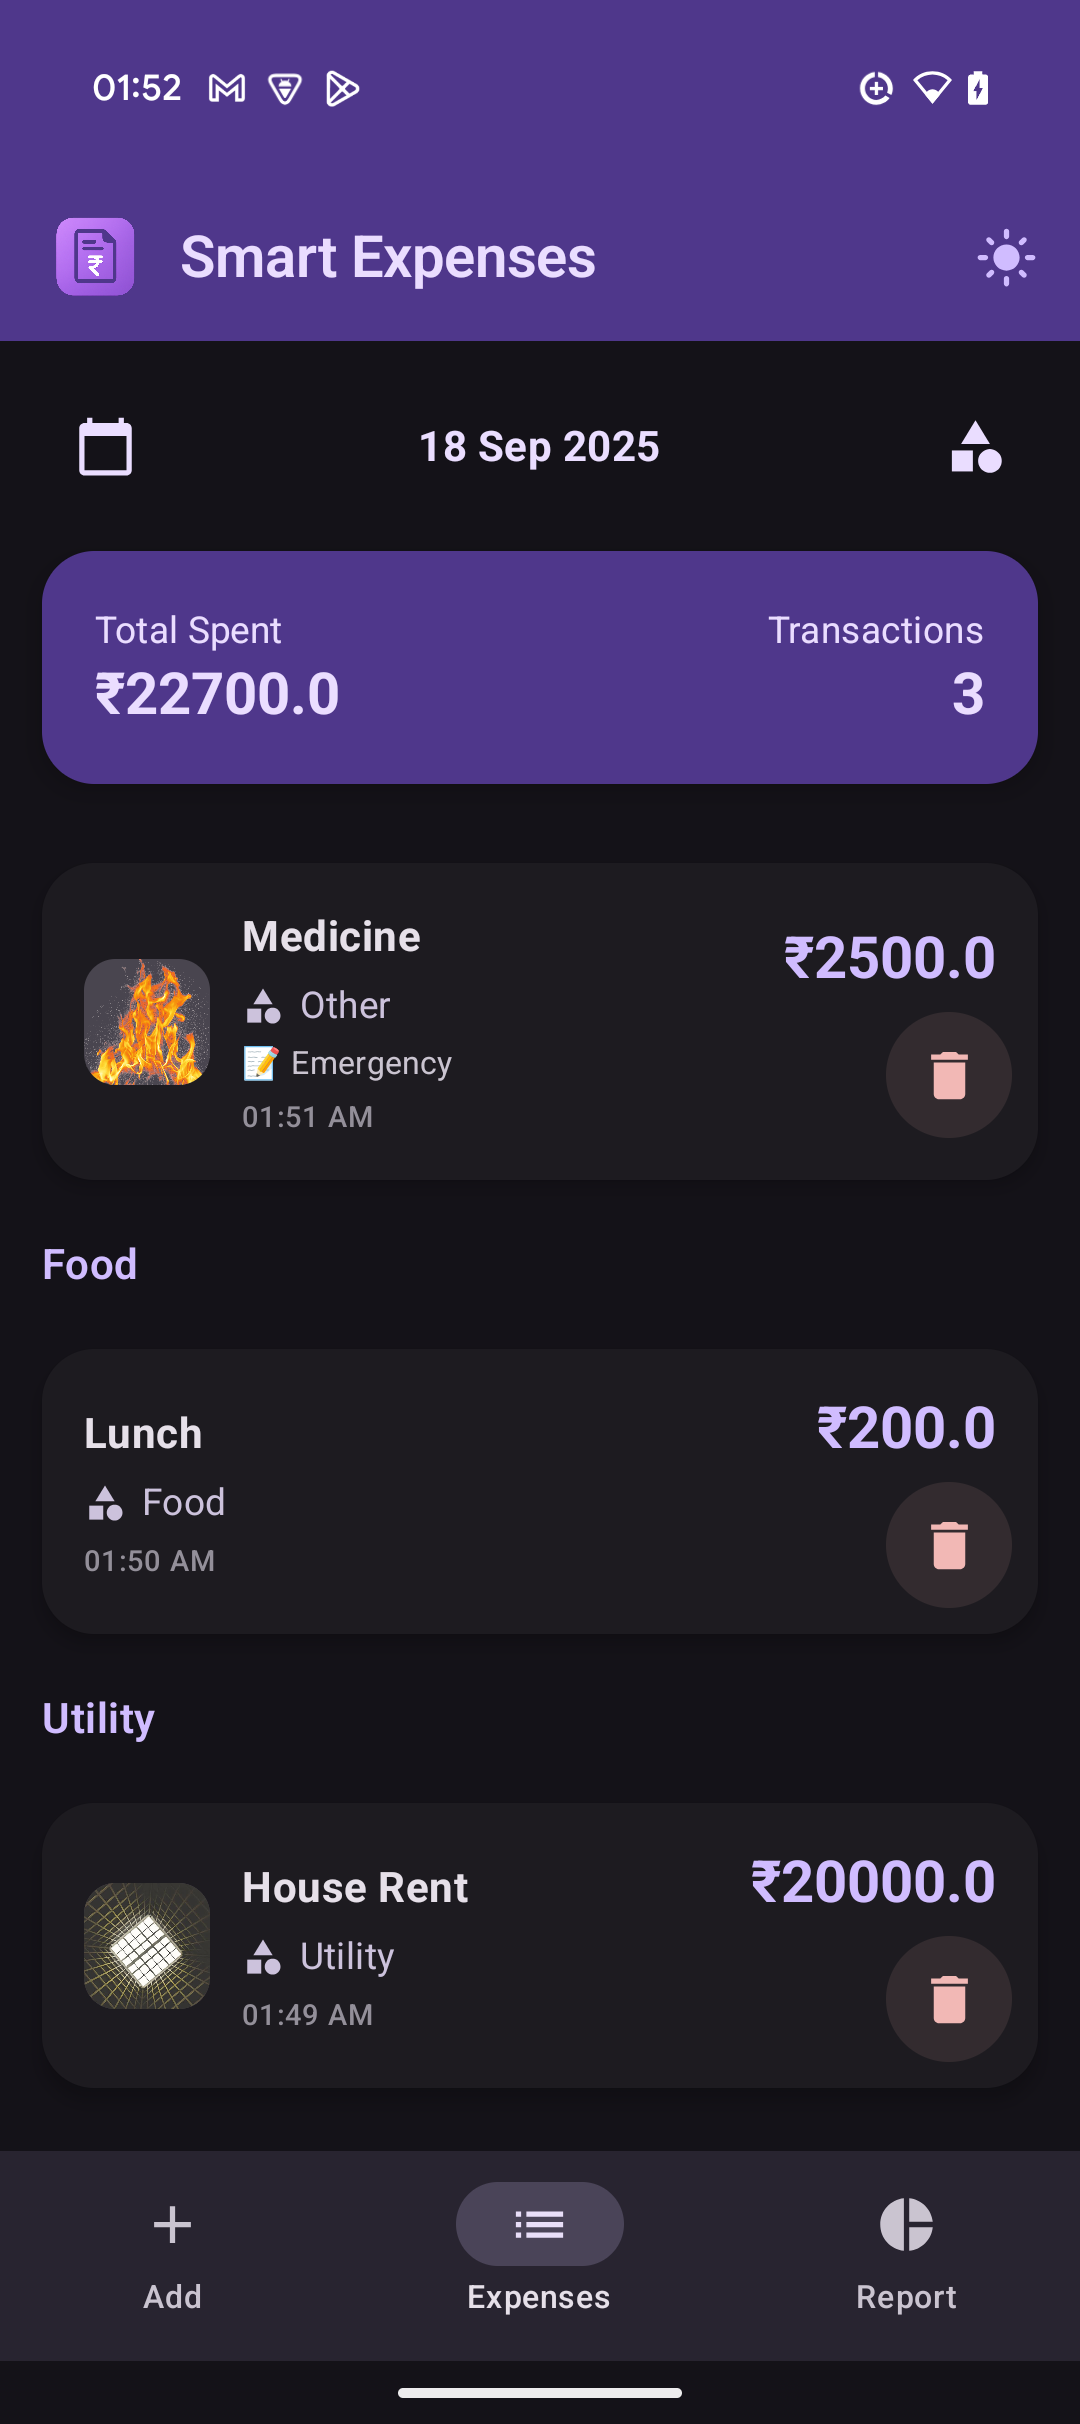 01:52
Smart Expenses
18 Sep 2025
Total Spent
Transactions
₹22700.0
3
Medicine
₹2500.0
Other
📝 Emergency
01:51 AM
Food
Lunch
₹200.0
Food
01:50 AM
Utility
House Rent
₹20000.0
Utility
01:49 AM
Add
Expenses
Report